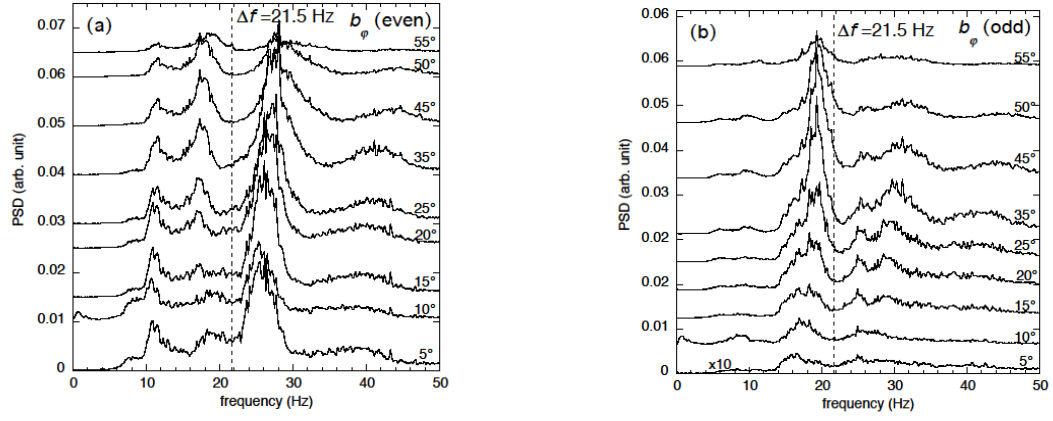 (a)
Δf=21.5 Hz
bφ (even)
PSD (arb. unit)
0.07
0.06
0.05
0.04
0.03
0.02
0.01
0
55°
50°
45°
35°
25°
20°
15°
10°
5°
0 10 20 30 40 50
frequency (Hz)
(b)
Δf=21.5 Hz
bφ (odd)
PSD (arb. unit)
0.06
0.06
0.05
0.04
0.03
0.02
0.02
0.01
0
55°
50°
45°
35°
25°
20°
15°
10°
5°
x10
0 10 20 30 40 50
frequency (Hz)